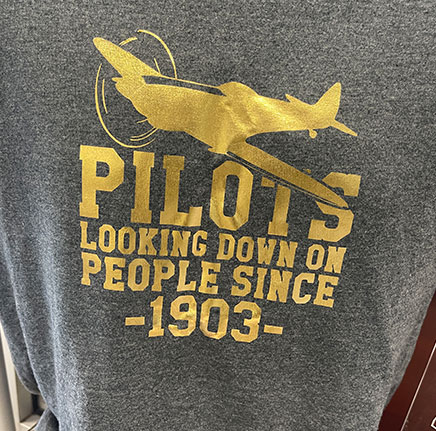 PILOTS
LOOKING DOWN ON
PEOPLE SINCE
-1903-